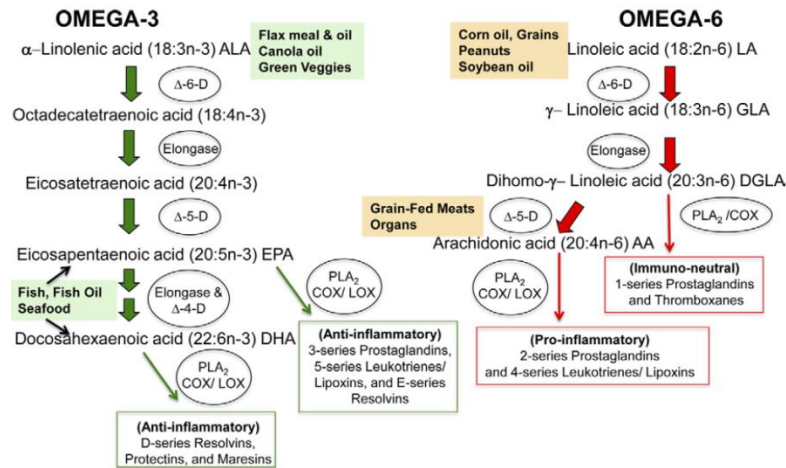 OMEGA-3
α–Linolenic acid (18:3n-3) ALA
Flax meal & oil
Canola oil
Green Veggies
Δ-6-D
Octadecatetraenoic acid (18:4n-3)
Elongase
Eicosatetraenoic acid (20:4n-3)
Δ-5-D
Eicosapentaenoic acid (20:5n-3) EPA
Fish, Fish Oil
Seafood
Elongase &
Δ-4-D
Docosahexaenoic acid (22:6n-3) DHA
PLA2
COX/ LOX
(Anti-inflammatory)
D-series Resolvins,
Protectins, and Maresins
PLA2
COX/ LOX
(Anti-inflammatory)
3-series Prostaglandins,
5-series Leukotrienes/
Lipoxins, and E-series
Resolvins
OMEGA-6
Corn oil, Grains
Peanuts
Soybean oil
Linoleic acid (18:2n-6) LA
Δ-6-D
γ– Linoleic acid (18:3n-6) GLA
Elongase
Dihomo-γ– Linoleic acid (20:3n-6) DGLA
Grain-Fed Meats
Organs
Δ-5-D
PLA2 /COX
Arachidonic acid (20:4n-6) AA
PLA2
COX/ LOX
(Immuno-neutral)
1-series Prostaglandins
and Thromboxanes
(Pro-inflammatory)
2-series Prostaglandins
and 4-series Leukotrienes/ Lipoxins